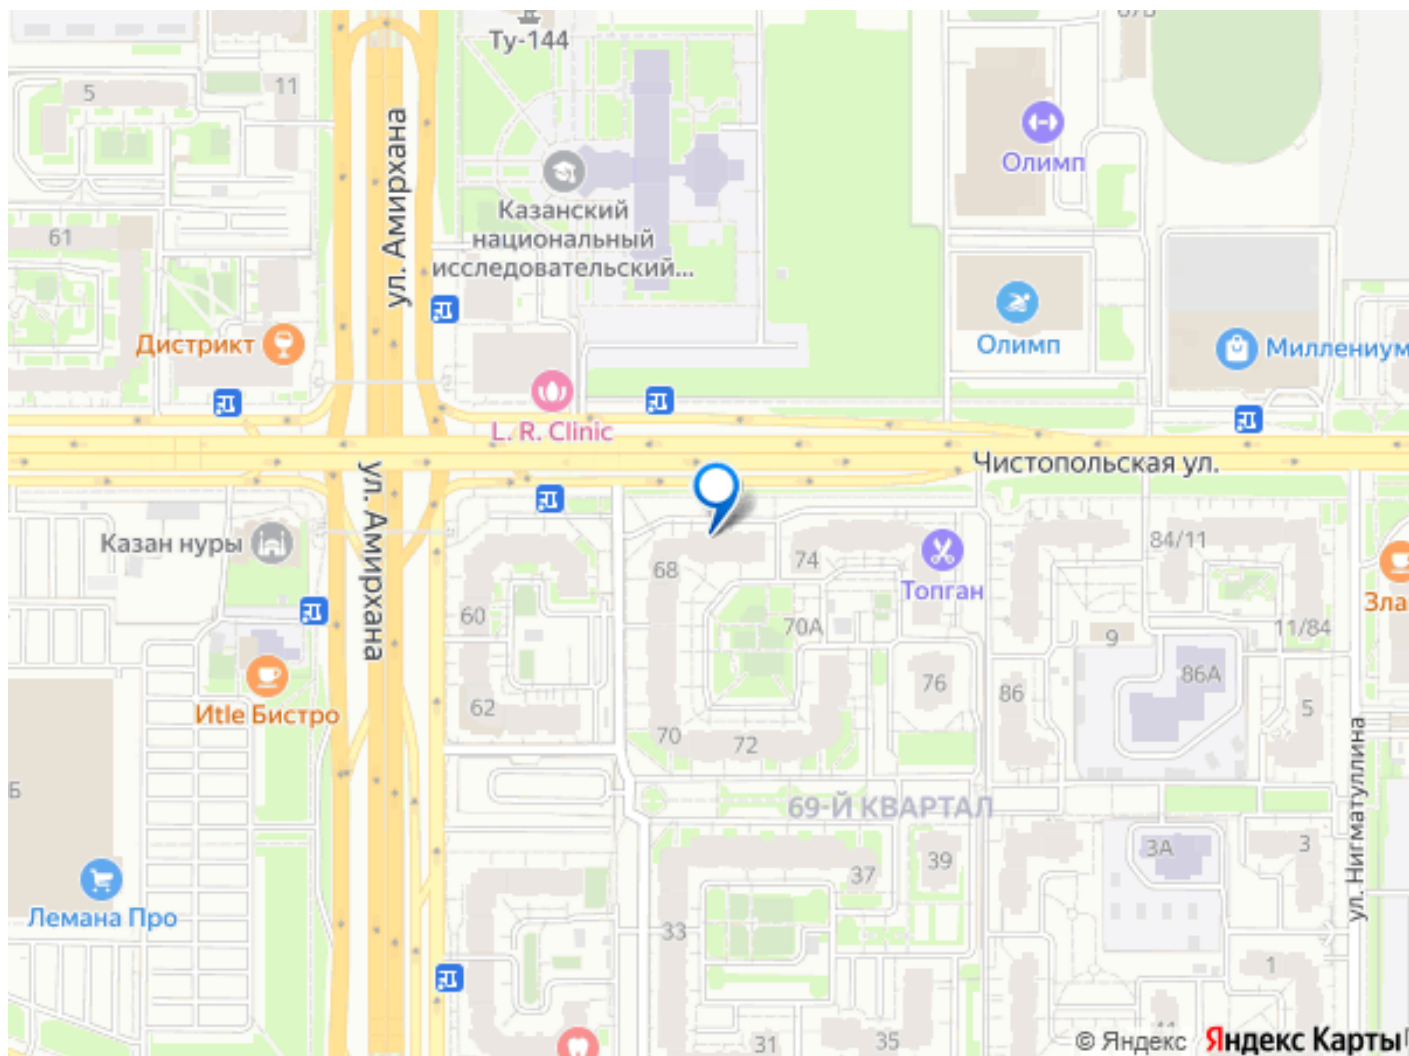 Ту-144
5
11
ул. Амирхана
Олимп
Казанский
национальный
исследовательский...
61
Дистрикт
Олимп
Миллениум
L. R. Clinic
Чистопольская ул.
ул. Амирхана
Казан нуры
68
74
Топган
84/11
Зла
60
70А
9
11/84
76
86А
86
62
5
Иtle Бистро
70
72
ул. Нигматуллина
69-Й КВАРТАЛ
Б
3А
3
39
37
Лемана Про
33
1
31
35
© Яндекс
Яндекс Карты